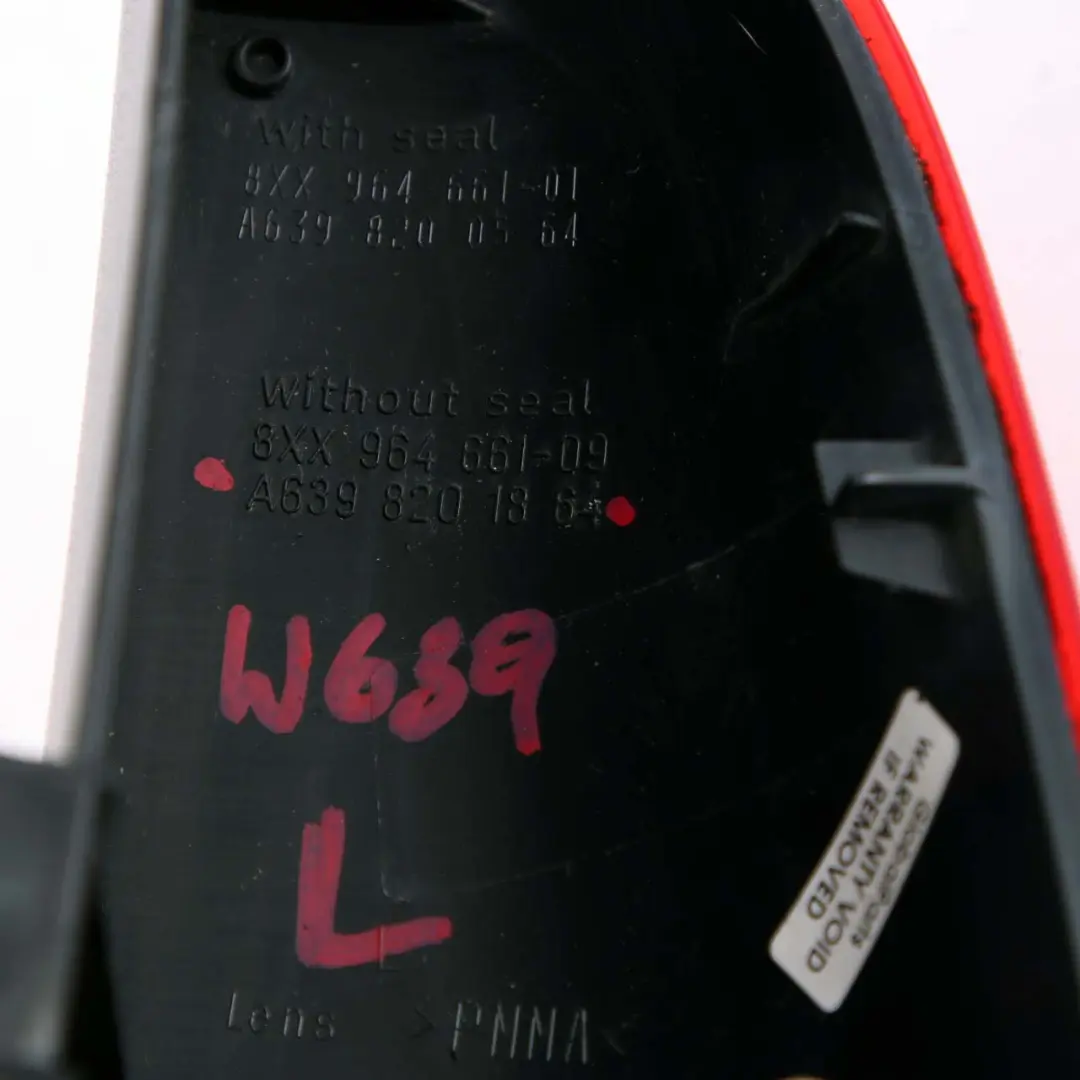 with seal
8XX 964 661-01
A639 820 05 64
without seal
8XX 964 661-09
A639 820 18 64
W639
L
WARRANTY VOID
IF REMOVED
Lens >PMMA<